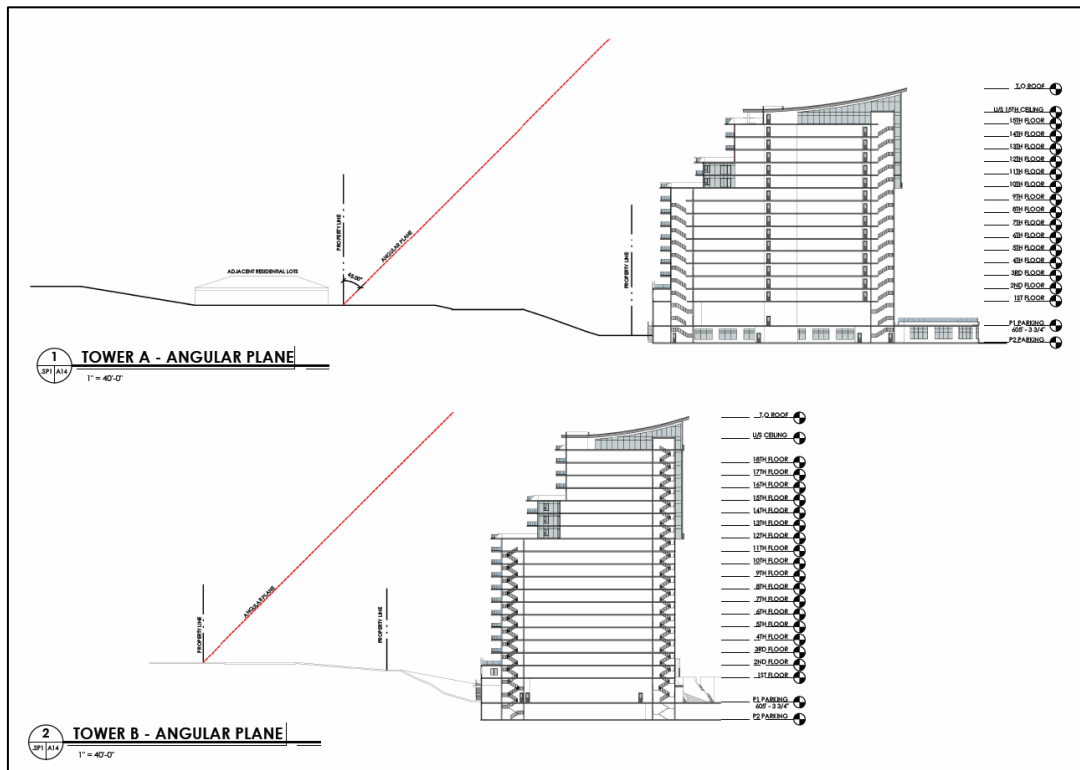 T.O ROOF
U/S 15TH CEILING
15TH FLOOR
14TH FLOOR
13TH FLOOR
12TH FLOOR
11TH FLOOR
10TH FLOOR
9TH FLOOR
8TH FLOOR
7TH FLOOR
6TH FLOOR
5TH FLOOR
4TH FLOOR
3RD FLOOR
2ND FLOOR
1ST FLOOR
P1 PARKING
605' - 3 3/4"
P2 PARKING
PROPERTY LINE
ANGULAR PLANE
PROPERTY LINE
ADJACENT RESIDENTIAL LOTS
45.00°
1
SP1 A14
TOWER A - ANGULAR PLANE
1" = 40'-0"
T.O ROOF
U/S CEILING
18TH FLOOR
17TH FLOOR
16TH FLOOR
15TH FLOOR
14TH FLOOR
13TH FLOOR
12TH FLOOR
11TH FLOOR
10TH FLOOR
9TH FLOOR
8TH FLOOR
7TH FLOOR
6TH FLOOR
5TH FLOOR
4TH FLOOR
3RD FLOOR
2ND FLOOR
1ST FLOOR
P1 PARKING
605' - 3 3/4"
P2 PARKING
PROPERTY LINE
ANGULAR PLANE
PROPERTY LINE
2
SP1 A14
TOWER B - ANGULAR PLANE
1" = 40'-0"